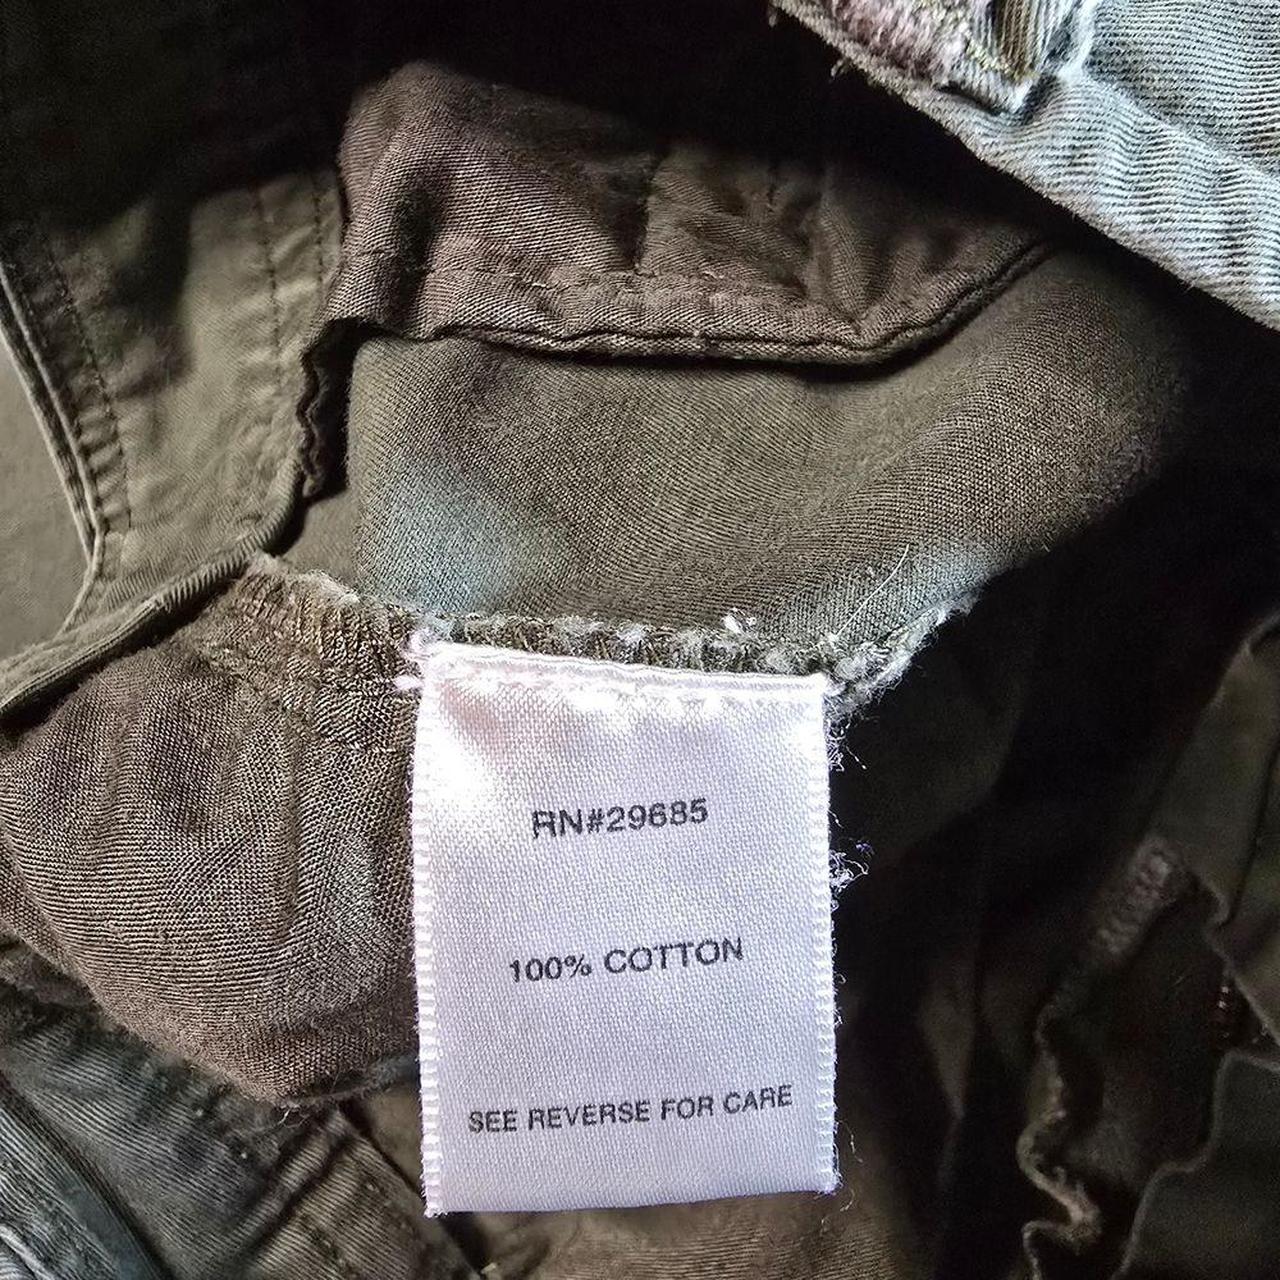 RN#29685
100% COTTON
SEE REVERSE FOR CARE